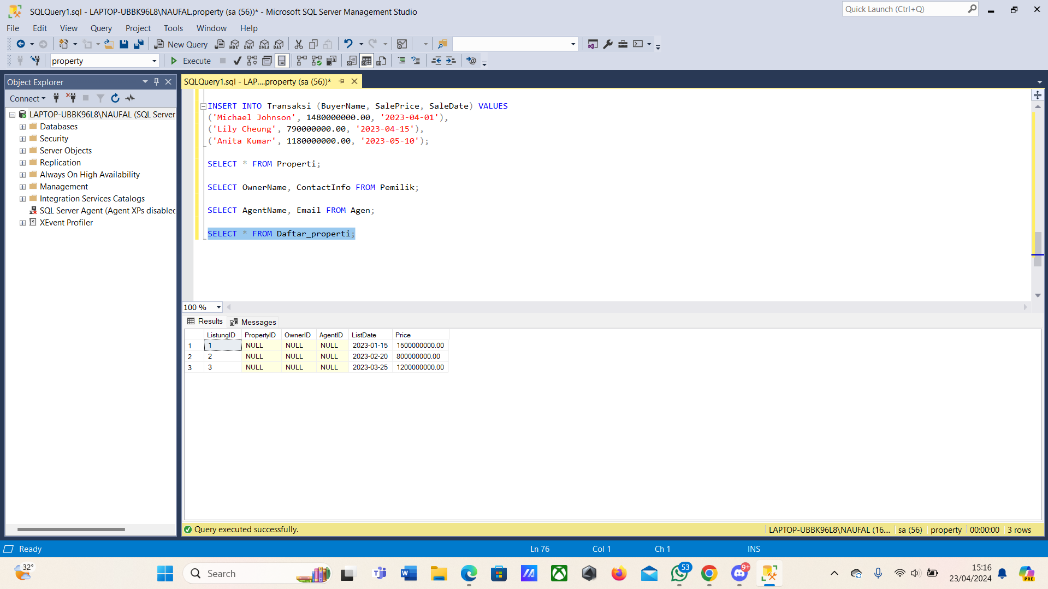 SQLQuery1.sql - LAPTOP-UBBK96L8\NAUFAL.property (sa (56))* - Microsoft SQL Server Management Studio
Quick Launch (Ctrl+Q)
File Edit View Query Project Tools Window Help
New Query
property
Execute
Object Explorer
SQLQuery1.sql - LAP....property (sa (56))*
Connect
LAPTOP-UBBK96L8\NAUFAL (SQL Server
Databases
Security
Server Objects
Replication
Always On High Availability
Management
Integration Services Catalogs
SQL Server Agent (Agent XPs disabled
XEvent Profiler
INSERT INTO Transaksi (BuyerName, SalePrice, SaleDate) VALUES
('Michael Johnson', 1480000000.00, '2023-04-01'),
('Lily Cheung', 790000000.00, '2023-04-15'),
('Anita Kumar', 1180000000.00, '2023-05-10');
SELECT * FROM Properti;
SELECT OwnerName, ContactInfo FROM Pemilik;
SELECT AgentName, Email FROM Agen;
SELECT * FROM Daftar_properti;
100 %
Results Messages
ListungID PropertyID OwnerID AgentID ListDate Price
1 1 NULL NULL NULL 2023-01-15 1500000000.00
2 2 NULL NULL NULL 2023-02-20 800000000.00
3 3 NULL NULL NULL 2023-03-25 1200000000.00
Query executed successfully.
LAPTOP-UBBK96L8\NAUFAL (16... sa (56) property 00:00:00 3 rows
Ready Ln 76 Col 1 Ch 1 INS
32°
Search
53
9+
15:16
23/04/2024
PRE